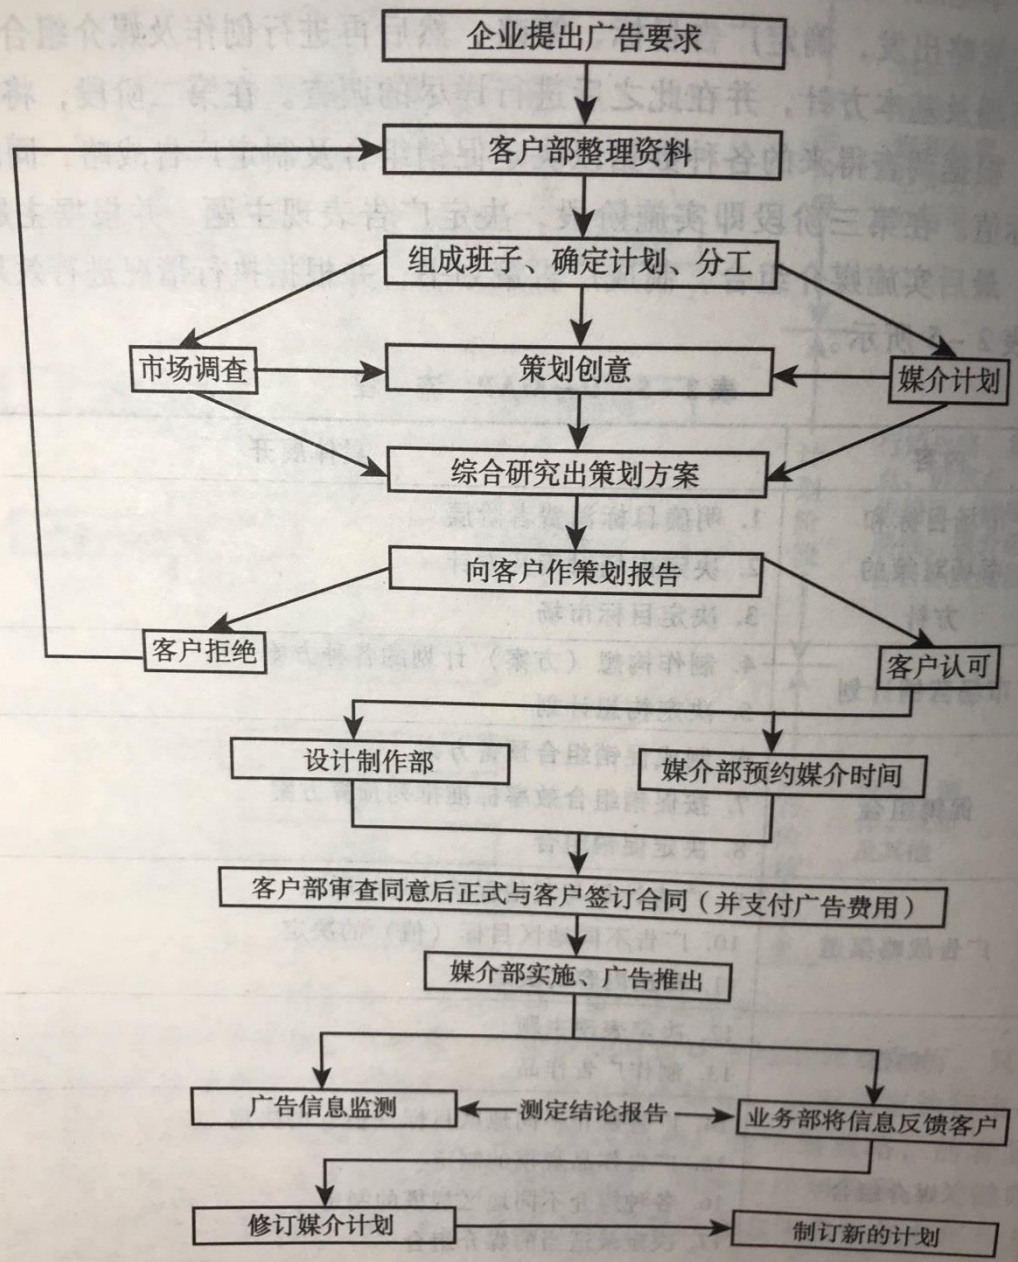 企业提出广告要求
客户部整理资料
组成班子、确定计划、分工
市场调查
策划创意
媒介计划
综合研究出策划方案
向客户作策划报告
客户拒绝
客户认可
设计制作部
媒介部预约媒介时间
客户部审查同意后正式与客户签订合同（并支付广告费用）
媒介部实施、广告推出
广告信息监测
测定结论报告
业务部将信息反馈客户
修订媒介计划
制订新的计划